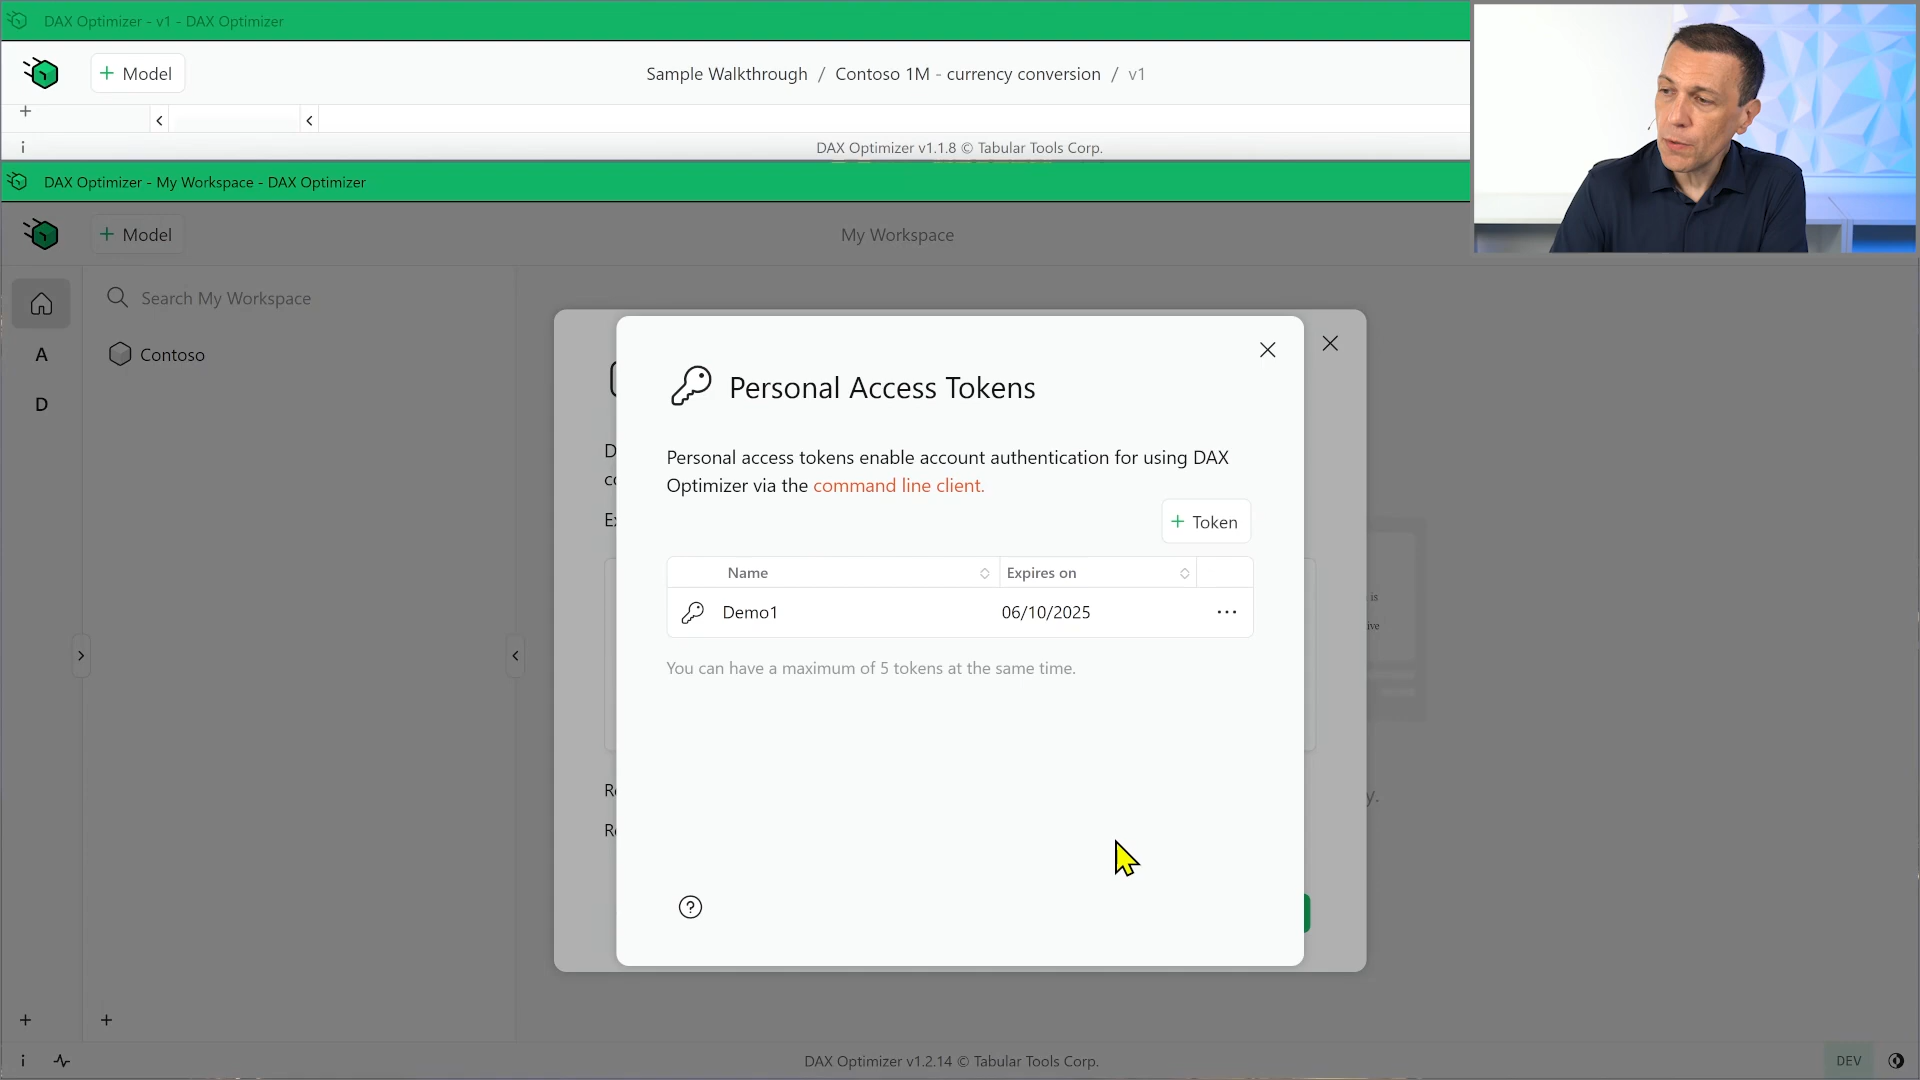 DAX Optimizer - v1 - DAX Optimizer
+ Model
Sample Walkthrough / Contoso 1M - currency conversion / v1
DAX Optimizer v1.1.8 © Tabular Tools Corp.
DAX Optimizer - My Workspace - DAX Optimizer
+ Model
My Workspace
Search My Workspace
A
Contoso
D
Personal Access Tokens
Personal access tokens enable account authentication for using DAX
Optimizer via the command line client.
+ Token
Name
Expires on
Demo1
06/10/2025
...
You can have a maximum of 5 tokens at the same time.
is
ive
y.
DAX Optimizer v1.2.14 © Tabular Tools Corp.
DEV